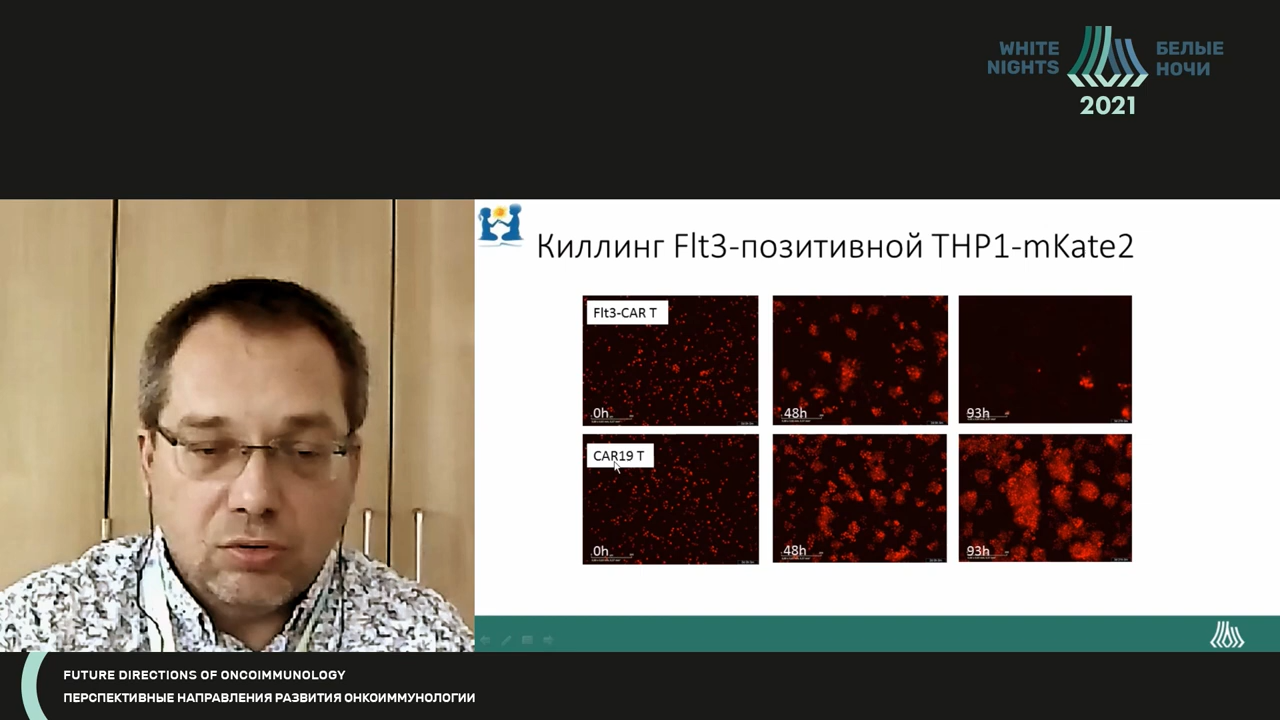 WHITE NIGHTS
БЕЛЫЕ НОЧИ
2021
Киллинг Flt3-позитивной THP1-mKate2
Flt3-CAR T
0h
48h
93h
CAR19 T
0h
48h
93h
FUTURE DIRECTIONS OF ONCOIMMUNOLOGY
ПЕРСПЕКТИВНЫЕ НАПРАВЛЕНИЯ РАЗВИТИЯ ОНКОИММУНОЛОГИИ